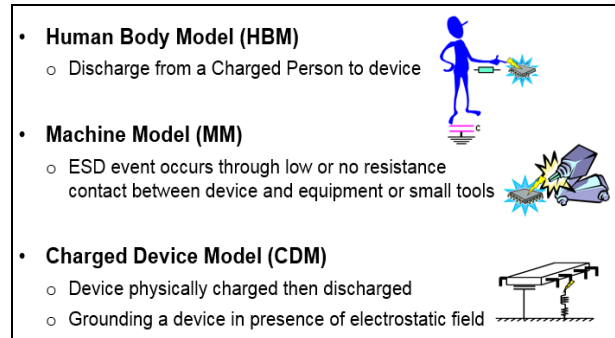 • Human Body Model (HBM)
o Discharge from a Charged Person to device
C
• Machine Model (MM)
o ESD event occurs through low or no resistance
contact between device and equipment or small tools
• Charged Device Model (CDM)
o Device physically charged then discharged
o Grounding a device in presence of electrostatic field